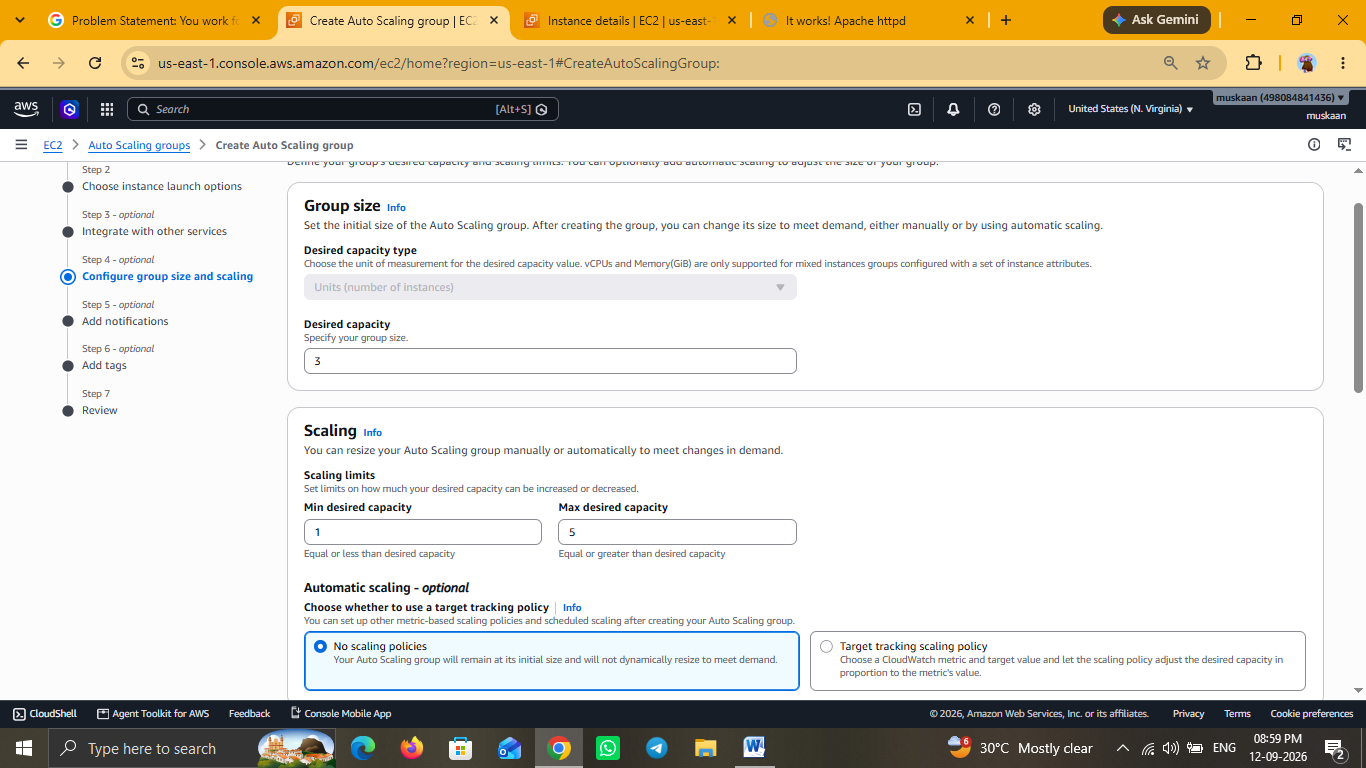 Problem Statement: You work f
Create Auto Scaling group | EC2
Instance details | EC2 | us-east-
It works! Apache httpd
Ask Gemini
us-east-1.console.aws.amazon.com/ec2/home?region=us-east-1#CreateAutoScalingGroup:
aws
Search
[Alt+S]
United States (N. Virginia)
muskaan (498084841436)
muskaan
EC2
Auto Scaling groups
Create Auto Scaling group
Define your group's desired capacity and scaling limits. You can optionally add automatic scaling to adjust the size of your group.
Step 2
Choose instance launch options
Step 3 - optional
Integrate with other services
Step 4 - optional
Configure group size and scaling
Step 5 - optional
Add notifications
Step 6 - optional
Add tags
Step 7
Review
Group size Info
Set the initial size of the Auto Scaling group. After creating the group, you can change its size to meet demand, either manually or by using automatic scaling.
Desired capacity type
Choose the unit of measurement for the desired capacity value. vCPUs and Memory(GiB) are only supported for mixed instances groups configured with a set of instance attributes.
Units (number of instances)
Desired capacity
Specify your group size.
3
Scaling Info
You can resize your Auto Scaling group manually or automatically to meet changes in demand.
Scaling limits
Set limits on how much your desired capacity can be increased or decreased.
Min desired capacity
Max desired capacity
1
5
Equal or less than desired capacity
Equal or greater than desired capacity
Automatic scaling - optional
Choose whether to use a target tracking policy Info
You can set up other metric-based scaling policies and scheduled scaling after creating your Auto Scaling group.
No scaling policies
Your Auto Scaling group will remain at its initial size and will not dynamically resize to meet demand.
Target tracking scaling policy
Choose a CloudWatch metric and target value and let the scaling policy adjust the desired capacity in
proportion to the metric's value.
CloudShell
Agent Toolkit for AWS
Feedback
Console Mobile App
© 2026, Amazon Web Services, Inc. or its affiliates.
Privacy
Terms
Cookie preferences
Type here to search
6
30°C Mostly clear
ENG
08:59 PM
12-09-2026
2